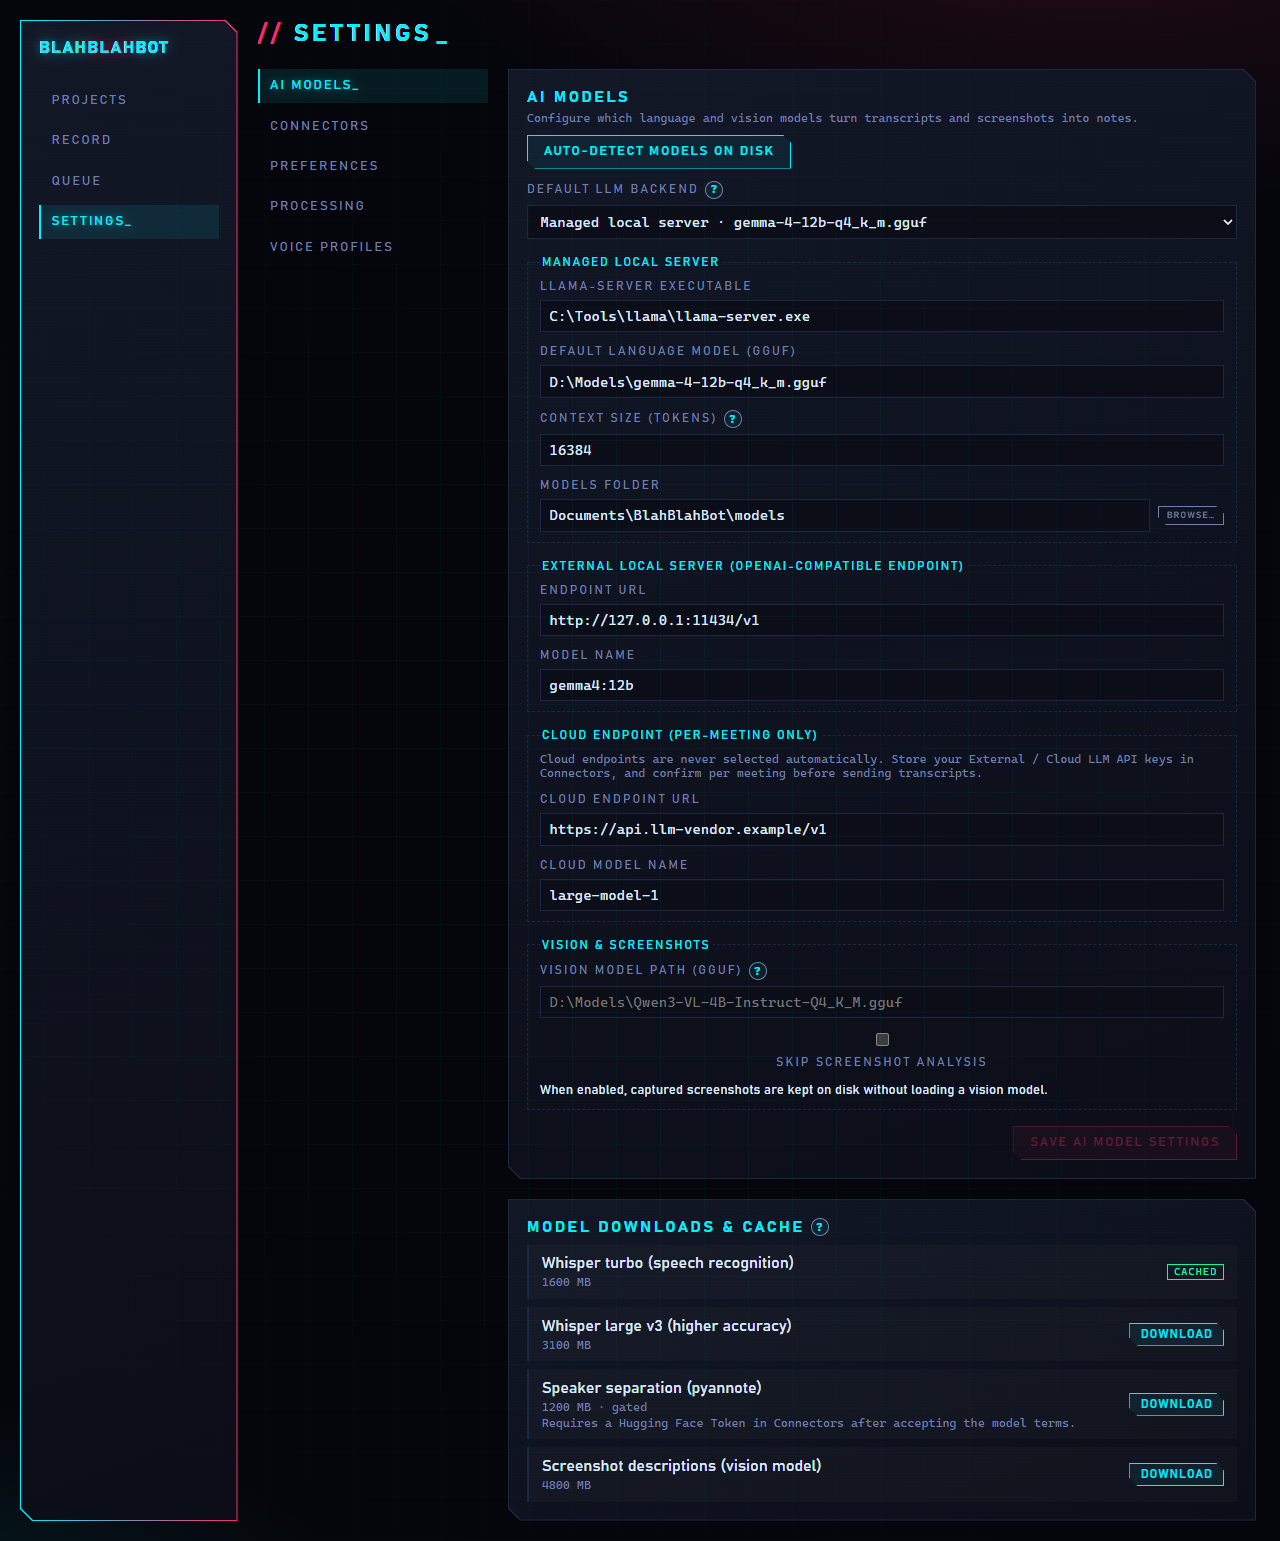 BLAHBLAHBOT
PROJECTS
RECORD
QUEUE
SETTINGS_
// SETTINGS_
AI MODELS_
CONNECTORS
PREFERENCES
PROCESSING
VOICE PROFILES
AI MODELS
Configure which language and vision models turn transcripts and screenshots into notes.
AUTO-DETECT MODELS ON DISK
DEFAULT LLM BACKEND ?
Managed local server · gemma-4-12b-q4_k_m.gguf
MANAGED LOCAL SERVER
LLAMA-SERVER EXECUTABLE
C:\Tools\llama\llama-server.exe
DEFAULT LANGUAGE MODEL (GGUF)
D:\Models\gemma-4-12b-q4_k_m.gguf
CONTEXT SIZE (TOKENS) ?
16384
MODELS FOLDER
Documents\BlahBlahBot\models
BROWSE…
EXTERNAL LOCAL SERVER (OPENAI-COMPATIBLE ENDPOINT)
ENDPOINT URL
http://127.0.0.1:11434/v1
MODEL NAME
gemma4:12b
CLOUD ENDPOINT (PER-MEETING ONLY)
Cloud endpoints are never selected automatically. Store your External / Cloud LLM API keys in
Connectors, and confirm per meeting before sending transcripts.
CLOUD ENDPOINT URL
https://api.llm-vendor.example/v1
CLOUD MODEL NAME
large-model-1
VISION & SCREENSHOTS
VISION MODEL PATH (GGUF) ?
D:\Models\Qwen3-VL-4B-Instruct-Q4_K_M.gguf
SKIP SCREENSHOT ANALYSIS
When enabled, captured screenshots are kept on disk without loading a vision model.
SAVE AI MODEL SETTINGS
MODEL DOWNLOADS & CACHE ?
Whisper turbo (speech recognition)
1600 MB
CACHED
Whisper large v3 (higher accuracy)
3100 MB
DOWNLOAD
Speaker separation (pyannote)
1200 MB · gated
Requires a Hugging Face Token in Connectors after accepting the model terms.
DOWNLOAD
Screenshot descriptions (vision model)
4800 MB
DOWNLOAD